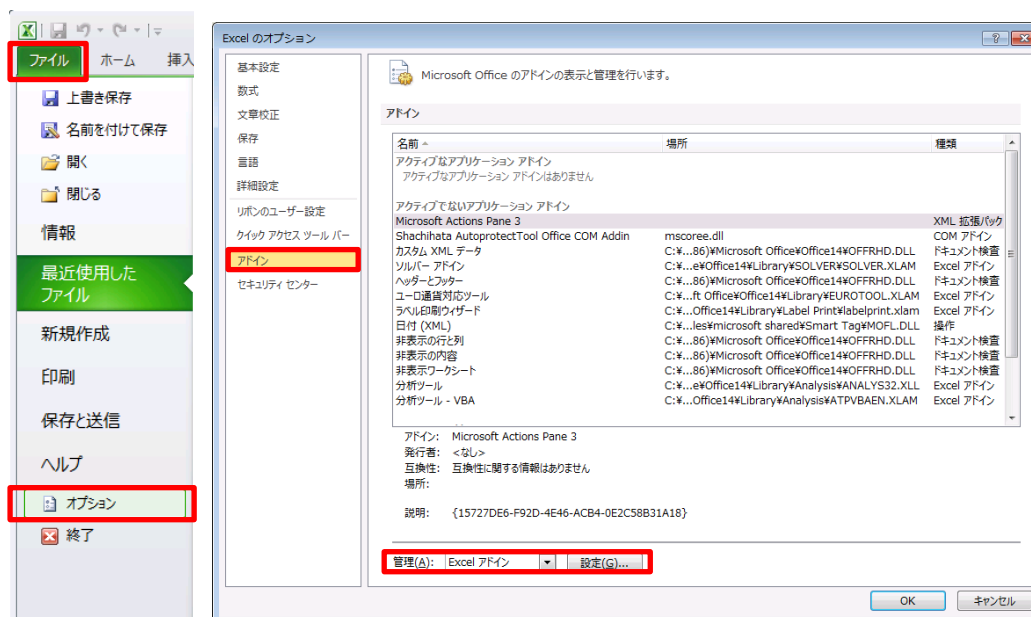 ファイル
ホーム
挿入
上書き保存
名前を付けて保存
開く
閉じる
情報
最近使用した
ファイル
新規作成
印刷
保存と送信
ヘルプ
オプション
終了
Excel のオプション
基本設定
数式
文章校正
保存
言語
詳細設定
リボンのユーザー設定
クイック アクセス ツール バー
アドイン
セキュリティ センター
Microsoft Office のアドインの表示と管理を行います。
アドイン
名前 場所 種類
アクティブなアプリケーション アドイン
アクティブなアプリケーション アドインはありません
アクティブでないアプリケーション アドイン
Microsoft Actions Pane 3 XML 拡張パック
Shachihata AutoprotectTool Office COM Addin mscoree.dll COM アドイン
カスタム XML データ C:¥...86)¥Microsoft Office¥Office14¥OFFRHD.DLL ドキュメント検査
ソルバー アドイン C:¥...e¥Office14¥Library¥SOLVER¥SOLVER.XLAM Excel アドイン
ヘッダーとフッター C:¥...86)¥Microsoft Office¥Office14¥OFFRHD.DLL ドキュメント検査
ユーロ通貨対応ツール C:¥...ft Office¥Office14¥Library¥EUROTOOL.XLAM Excel アドイン
ラベル印刷ウィザード C:¥...Office14¥Library¥Label Print¥labelprint.xlam Excel アドイン
日付 (XML) C:¥...les¥microsoft shared¥Smart Tag¥MOFL.DLL 操作
非表示の行と列 C:¥...86)¥Microsoft Office¥Office14¥OFFRHD.DLL ドキュメント検査
非表示の内容 C:¥...86)¥Microsoft Office¥Office14¥OFFRHD.DLL ドキュメント検査
非表示ワークシート C:¥...86)¥Microsoft Office¥Office14¥OFFRHD.DLL ドキュメント検査
分析ツール C:¥...e¥Office14¥Library¥Analysis¥ANALYS32.XLL Excel アドイン
分析ツール - VBA C:¥...Office14¥Library¥Analysis¥ATPVBAEN.XLAM Excel アドイン
アドイン: Microsoft Actions Pane 3
発行者: <なし>
互換性: 互換性に関する情報はありません
場所:
説明: {15727DE6-F92D-4E46-ACB4-0E2C58B31A18}
管理(A): Excel アドイン 設定(G)...
OK キャンセル